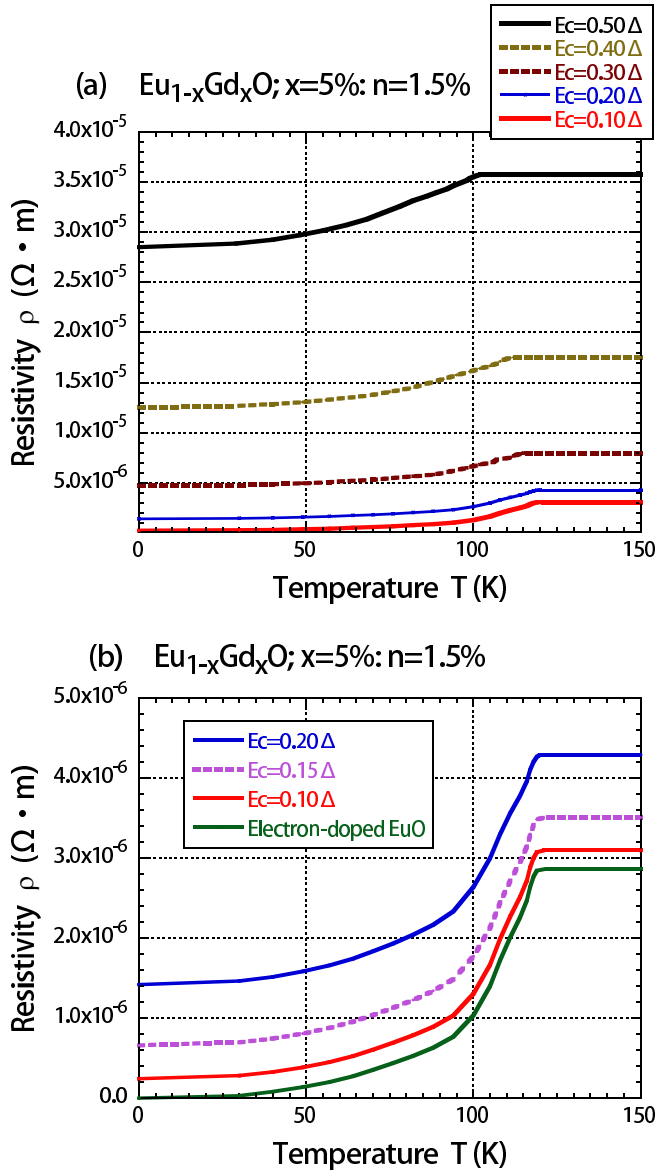 Ec=0.50 Δ
Ec=0.40 Δ
Ec=0.30 Δ
Ec=0.20 Δ
Ec=0.10 Δ
(a) Eu1-xGdxO; x=5%: n=1.5%
4.0x10-5
3.5x10-5
3.0x10-5
2.5x10-5
2.0x10-5
1.5x10-5
1.0x10-5
5.0x10-6
Resistivity ρ (Ω・m)
0 50 100 150
Temperature T (K)
(b) Eu1-xGdxO; x=5%: n=1.5%
5.0x10-6
4.0x10-6
3.0x10-6
2.0x10-6
1.0x10-6
0.0
Resistivity ρ (Ω・m)
Ec=0.20 Δ
Ec=0.15 Δ
Ec=0.10 Δ
Electron-doped EuO
0 50 100 150
Temperature T (K)